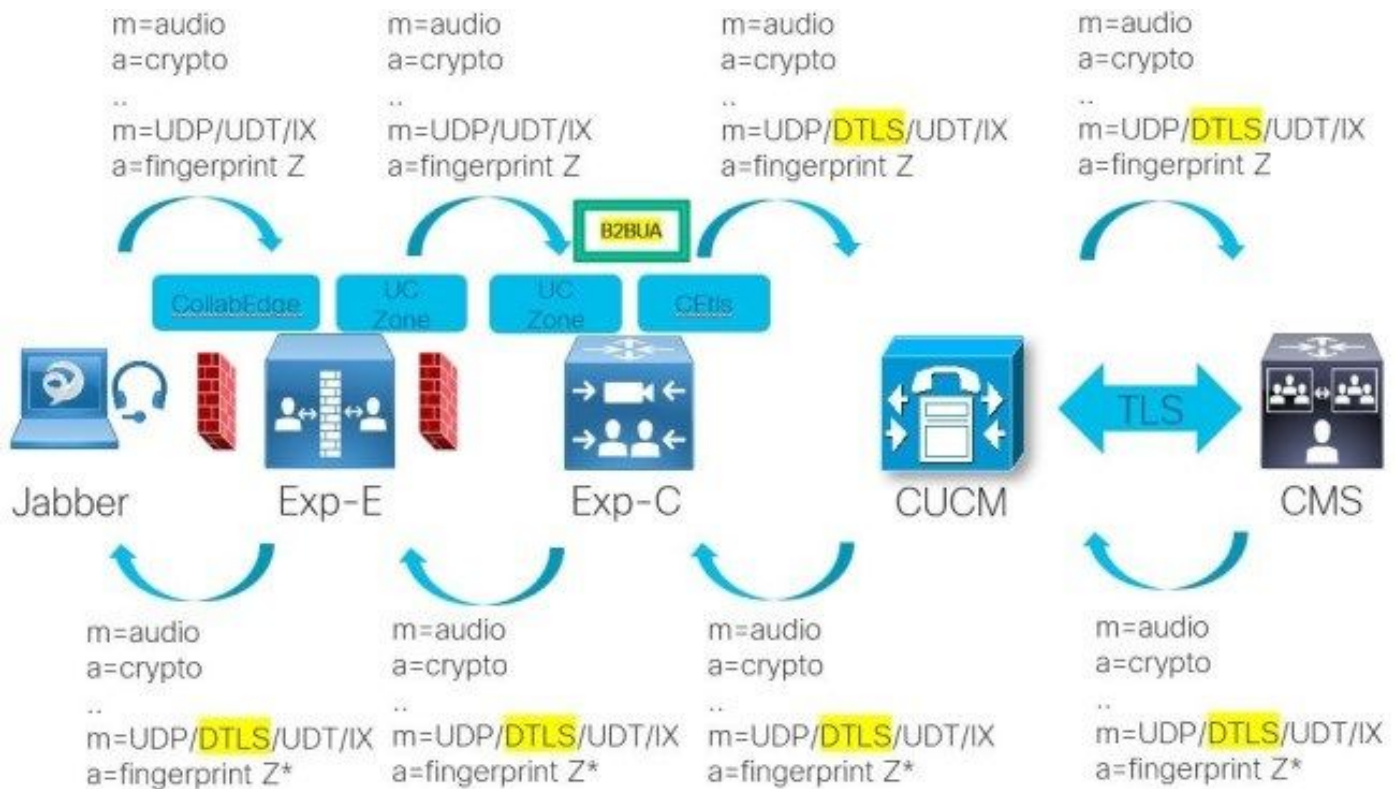 m=audio
a=crypto
..
m=UDP/UDT/IX
a=fingerprint Z
m=audio
a=crypto
..
m=UDP/UDT/IX
a=fingerprint Z
m=audio
a=crypto
..
m=UDP/DTLS/UDT/IX
a=fingerprint Z
m=audio
a=crypto
..
m=UDP/DTLS/UDT/IX
a=fingerprint Z
B2BUA
CollabEdge
UC
Zone
UC
Zone
CEtls
TLS
Jabber
Exp-E
Exp-C
CUCM
CMS
m=audio
a=crypto
..
m=UDP/DTLS/UDT/IX
a=fingerprint Z*
m=audio
a=crypto
..
m=UDP/DTLS/UDT/IX
a=fingerprint Z*
m=audio
a=crypto
..
m=UDP/DTLS/UDT/IX
a=fingerprint Z*
m=audio
a=crypto
..
m=UDP/DTLS/UDT/IX
a=fingerprint Z*